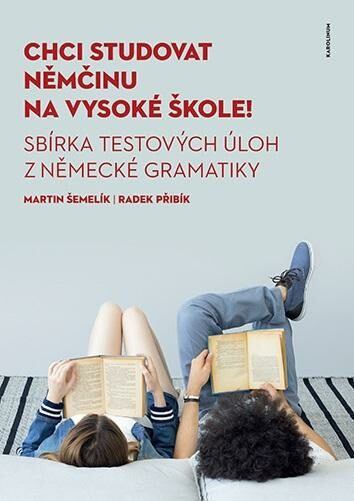 KAROLINUM
CHCI STUDOVAT
NĚMČINU
NA VYSOKÉ ŠKOLE!
SBÍRKA TESTOVÝCH ÚLOH
Z NĚMECKÉ GRAMATIKY
MARTIN ŠEMELÍK | RADEK PŘIBÍK